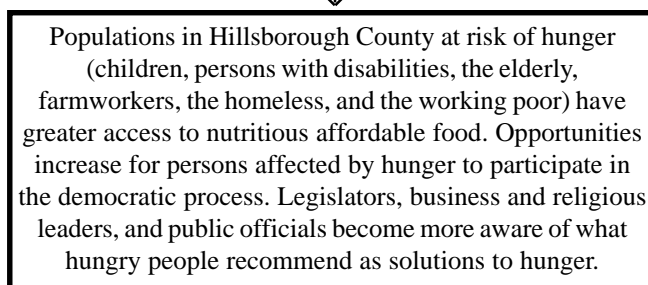 Populations in Hillsborough County at risk of hunger
(children, persons with disabilities, the elderly,
farmworkers, the homeless, and the working poor) have
greater access to nutritious affordable food. Opportunities
increase for persons affected by hunger to participate in
the democratic process. Legislators, business and religious
leaders, and public officials become more aware of what
hungry people recommend as solutions to hunger.